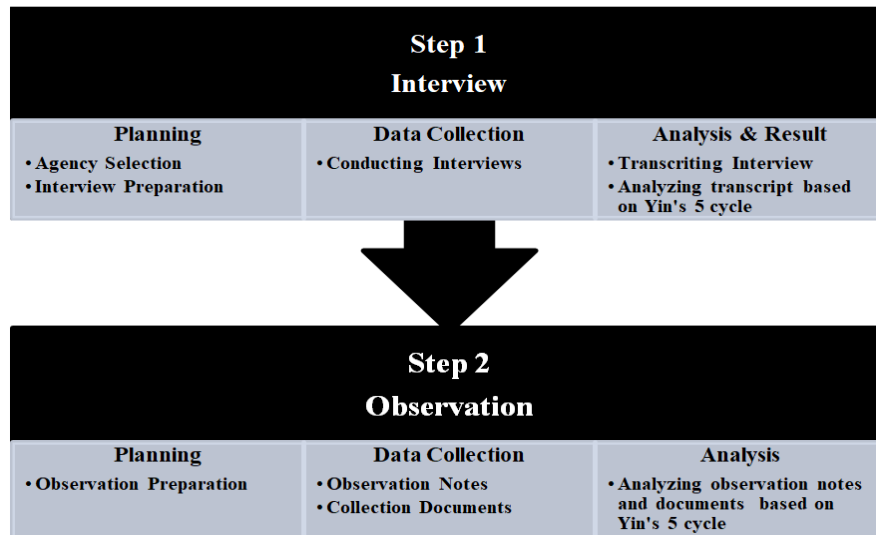 Step 1
Interview
Planning
• Agency Selection
• Interview Preparation
Data Collection
• Conducting Interviews
Analysis & Result
• Transcriting Interview
• Analyzing transcript based
on Yin's 5 cycle
Step 2
Observation
Planning
• Observation Preparation
Data Collection
• Observation Notes
• Collection Documents
Analysis
• Analyzing observation notes
and documents based on
Yin's 5 cycle